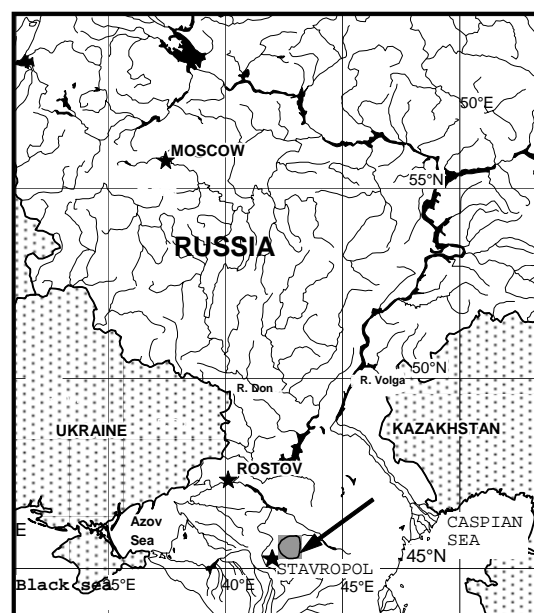 50°E
MOSCOW
55°N
RUSSIA
50°N
R. Don
R. Volga
UKRAINE
KAZAKHSTAN
ROSTOV
Azov
Sea
CASPIAN
SEA
E
45°N
STAVROPOL
Black sea
35°E
40°E
45°E